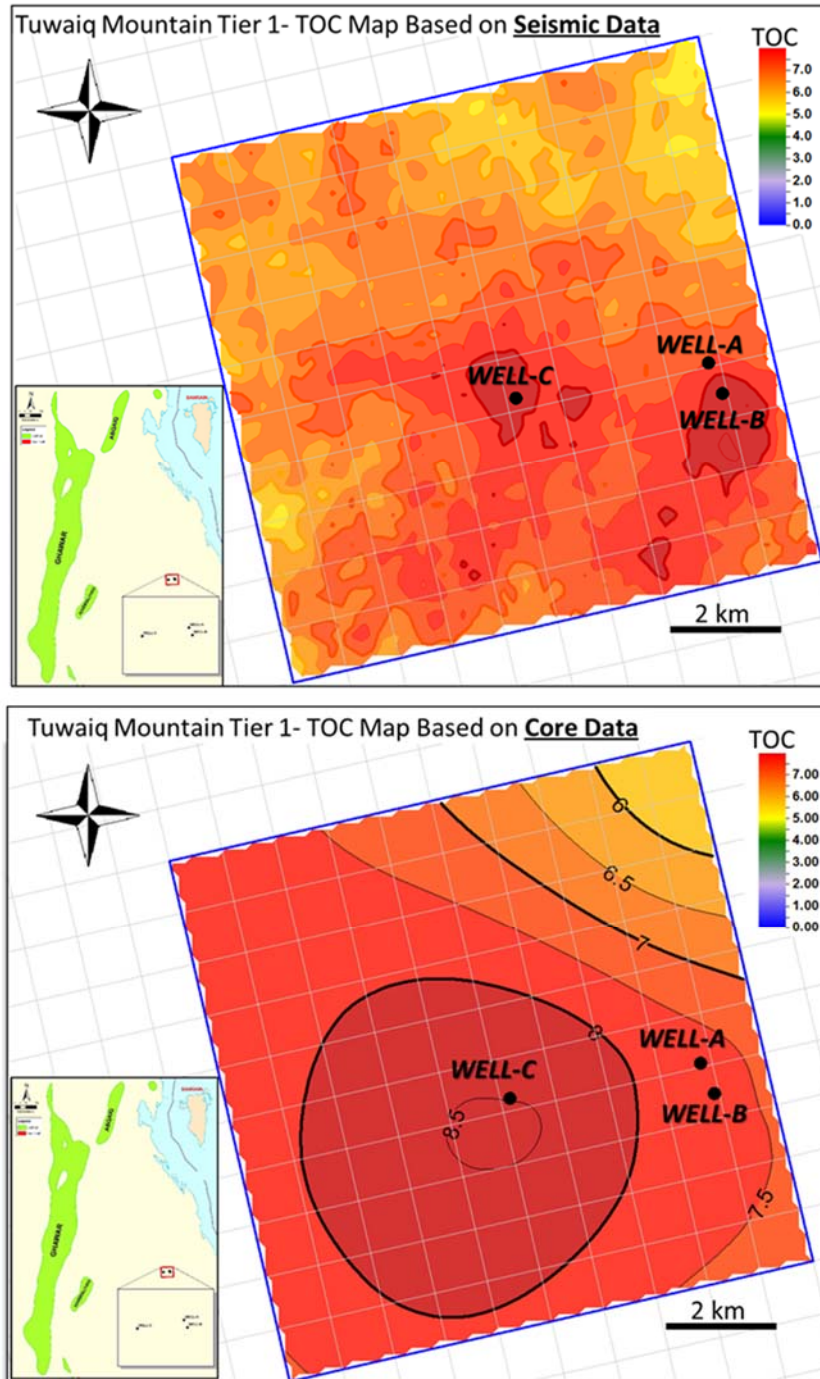 Tuwaiq Mountain Tier 1- TOC Map Based on Seismic Data
TOC
7.0
6.0
5.0
4.0
3.0
2.0
1.0
0.0
WELL-A
WELL-C
WELL-B
ABQAIQ
GHAWAR
2 km
Tuwaiq Mountain Tier 1- TOC Map Based on Core Data
TOC
7.00
6.00
5.00
4.00
3.00
2.00
1.00
0.00
6
6.5
7
8
WELL-A
WELL-C
WELL-B
8.5
7.5
ABQAIQ
GHAWAR
2 km